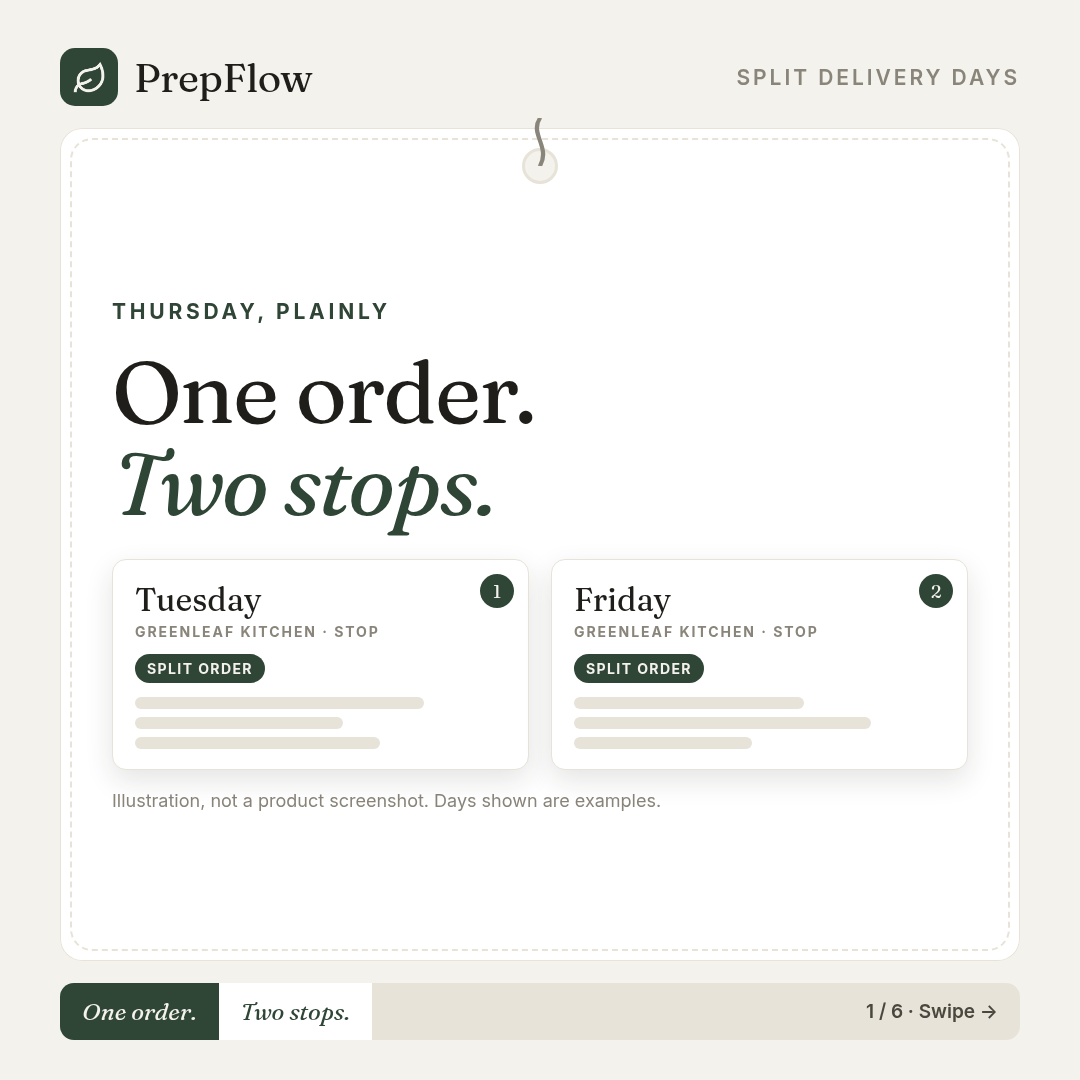 PrepFlow
SPLIT DELIVERY DAYS
THURSDAY, PLAINLY
One order.
Two stops.
Tuesday
1
GREENLEAF KITCHEN · STOP
SPLIT ORDER
Friday
2
GREENLEAF KITCHEN · STOP
SPLIT ORDER
Illustration, not a product screenshot. Days shown are examples.
One order.
Two stops.
1 / 6 · Swipe →